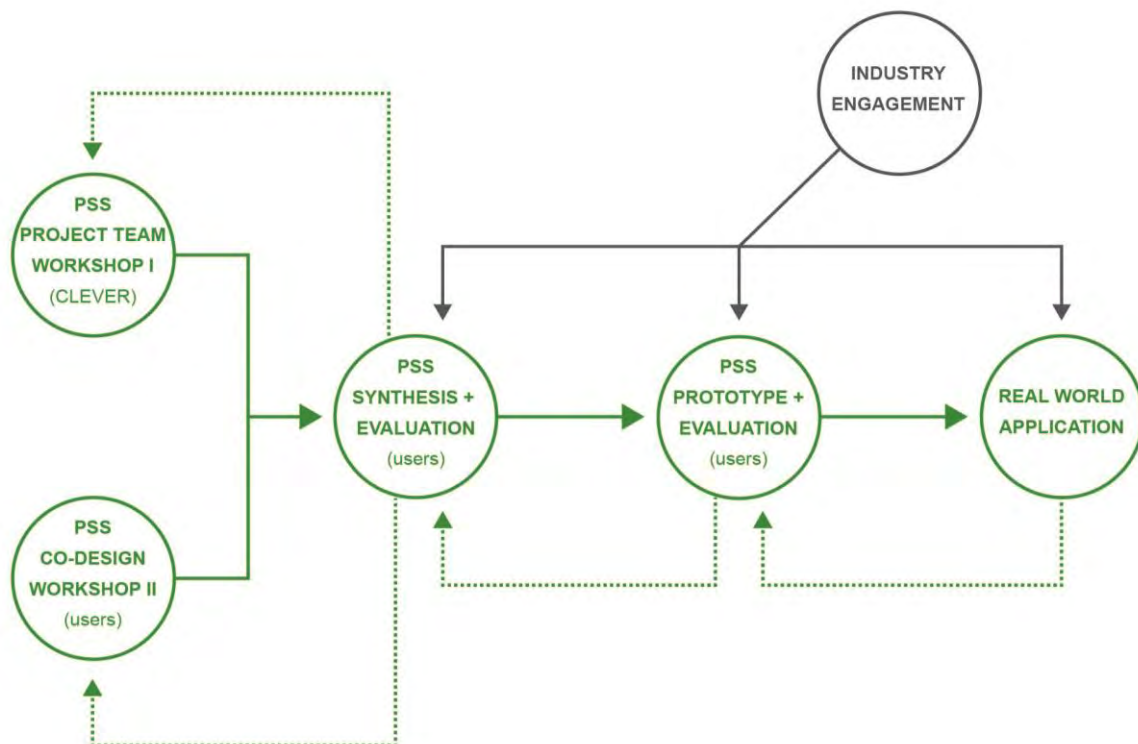 INDUSTRY
ENGAGEMENT
PSS
PROJECT TEAM
WORKSHOP I
(CLEVER)
PSS
SYNTHESIS +
EVALUATION
(users)
PSS
PROTOTYPE +
EVALUATION
(users)
REAL WORLD
APPLICATION
PSS
CO-DESIGN
WORKSHOP II
(users)